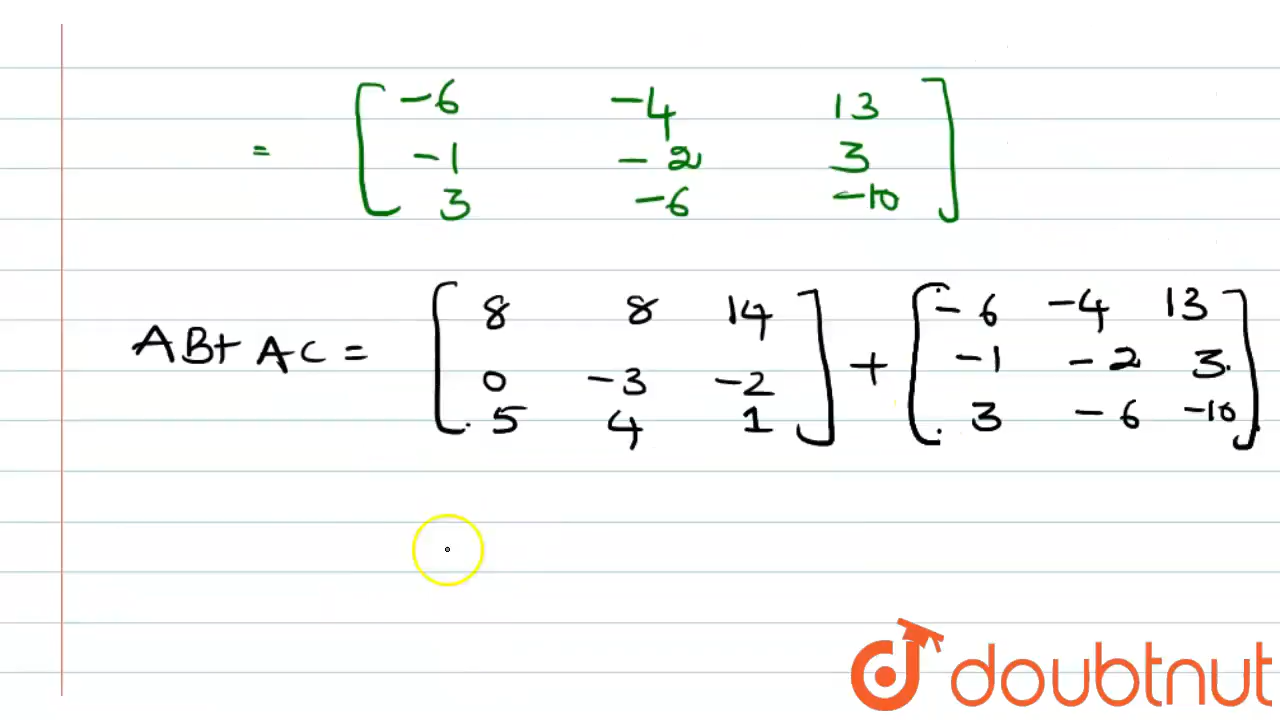 -6 -4 13
= -1 -2 3
3 -6 -10
8 8 14 -6 -4 13
AB+ AC = 0 -3 -2 + -1 -2 3
5 4 1 3 -6 -10
doubtnut